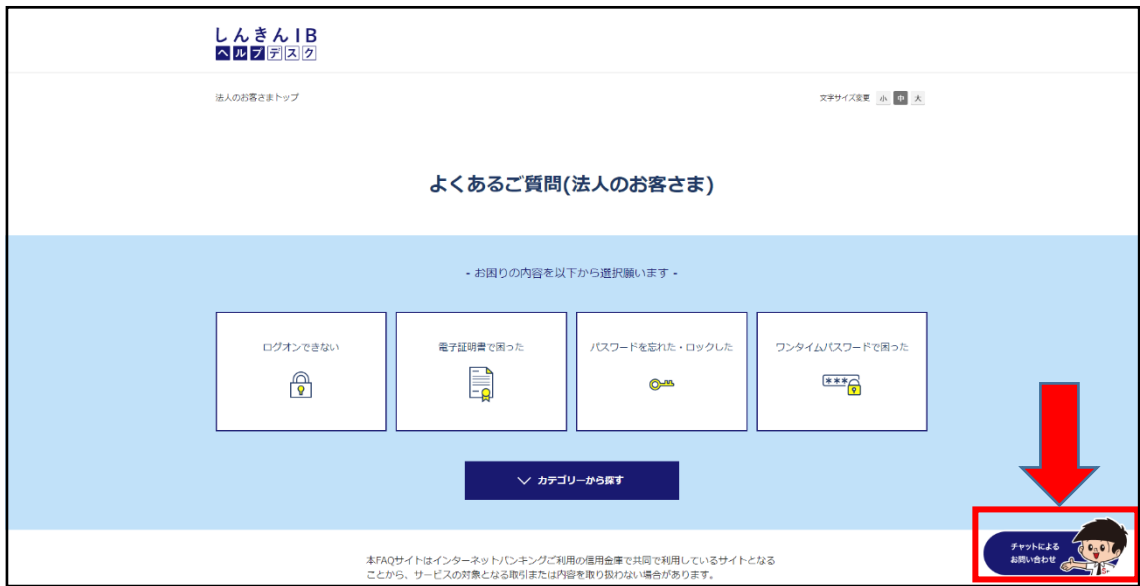 しんきんIB
ヘルプデスク
法人のお客さまトップ
文字サイズ変更 小 中 大
よくあるご質問(法人のお客さま)
- お困りの内容を以下から選択願います -
ログオンできない
電子証明書で困った
パスワードを忘れた・ロックした
ワンタイムパスワードで困った
***
カテゴリーから探す
チャットによる
お問い合わせ
本FAQサイトはインターネットバンキングご利用の信用金庫で共同で利用しているサイトとなる
ことから、サービスの対象となる取引または内容を取り扱わない場合があります。